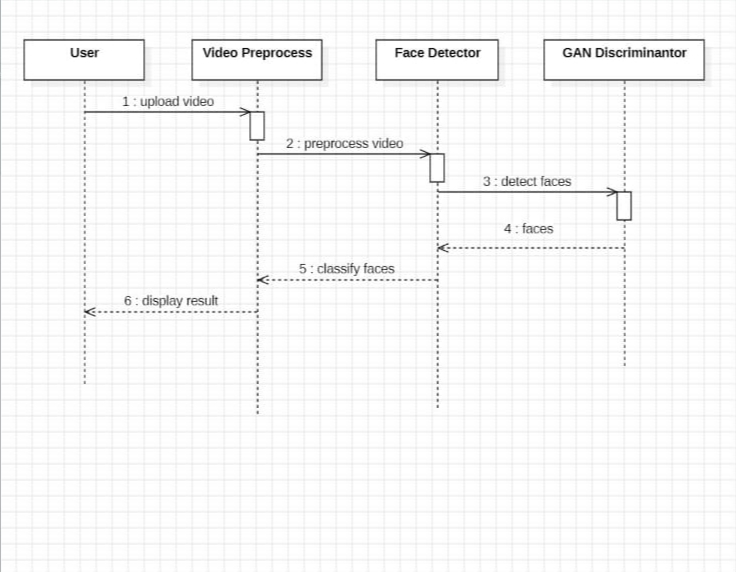 User
Video Preprocess
Face Detector
GAN Discriminantor
1 : upload video
2 : preprocess video
3 : detect faces
4 : faces
5 : classify faces
6 : display result